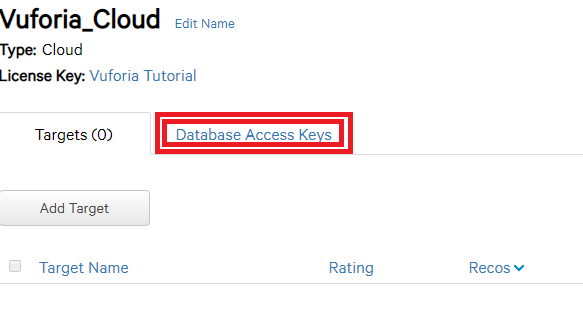 Vuforia_Cloud Edit Name
Type: Cloud
License Key: Vuforia Tutorial
Targets (0) Database Access Keys
Add Target
Target Name Rating Recos